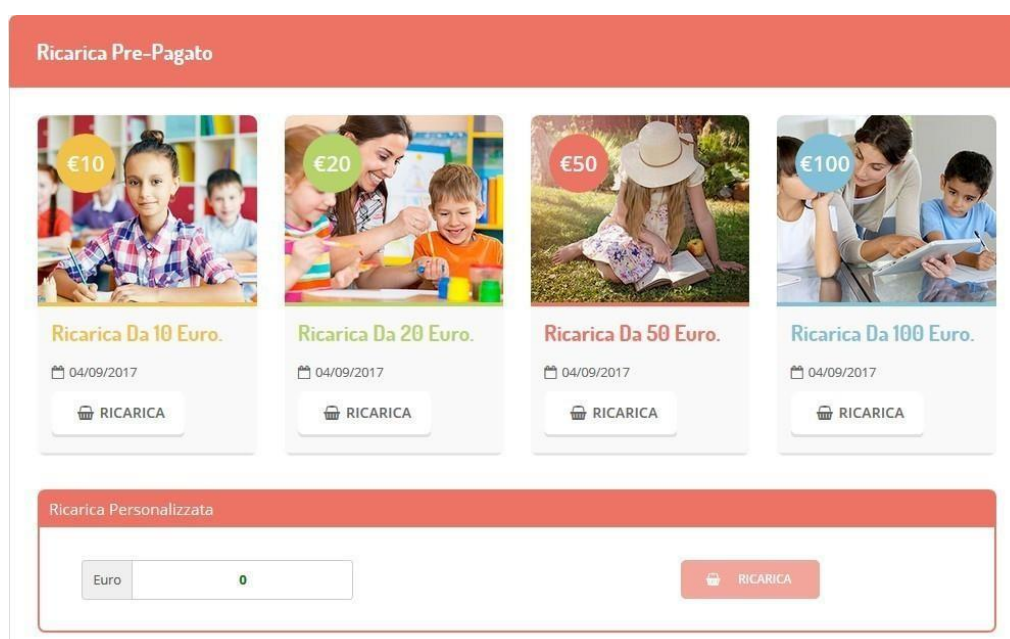 Ricarica Pre-Pagato
€10
€20
€50
€100
Ricarica Da 10 Euro.
Ricarica Da 20 Euro.
Ricarica Da 50 Euro.
Ricarica Da 100 Euro.
04/09/2017
04/09/2017
04/09/2017
04/09/2017
RICARICA
RICARICA
RICARICA
RICARICA
Ricarica Personalizzata
Euro
0
RICARICA